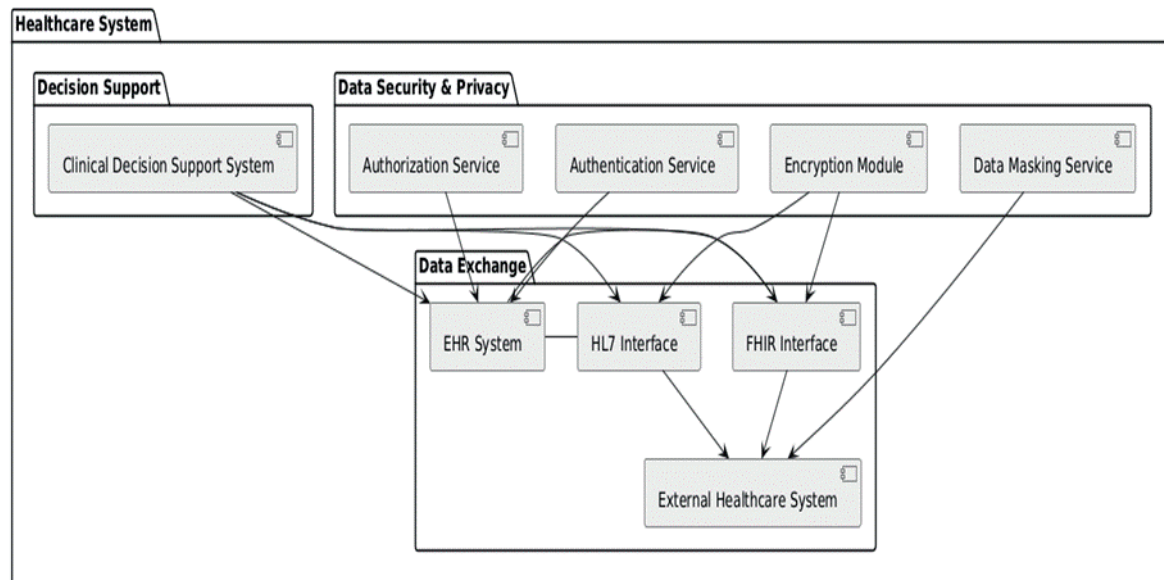 Healthcare System
Decision Support
Data Security & Privacy
Clinical Decision Support System
Authorization Service
Authentication Service
Encryption Module
Data Masking Service
Data Exchange
EHR System
HL7 Interface
FHIR Interface
External Healthcare System